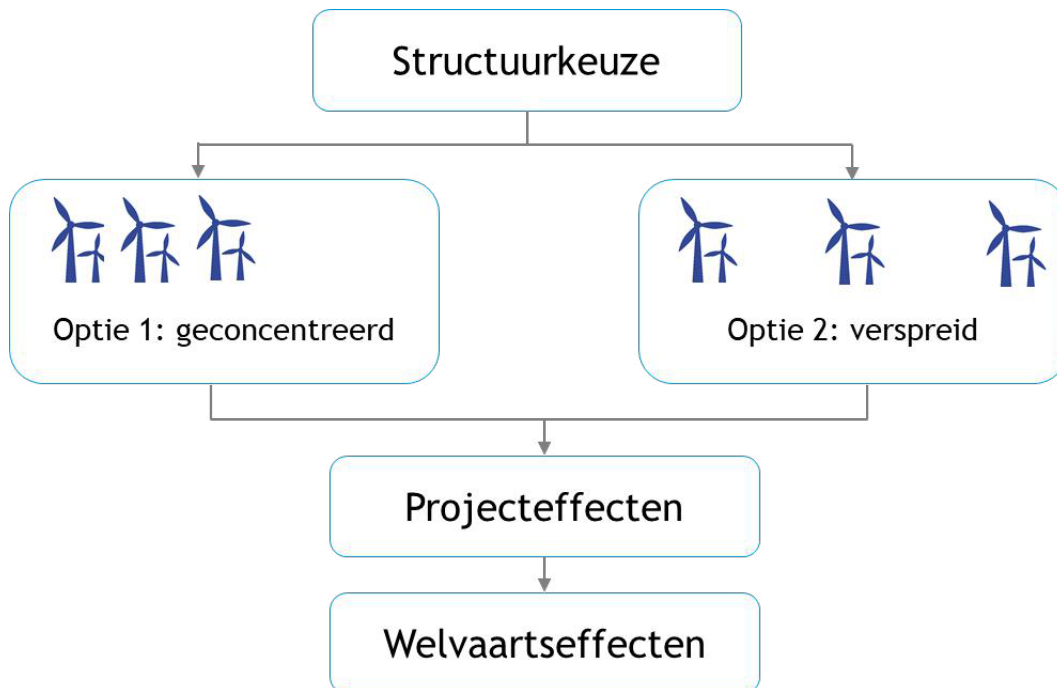 Structuurkeuze
Optie 1: geconcentreerd
Optie 2: verspreid
Projecteffecten
Welvaartseffecten